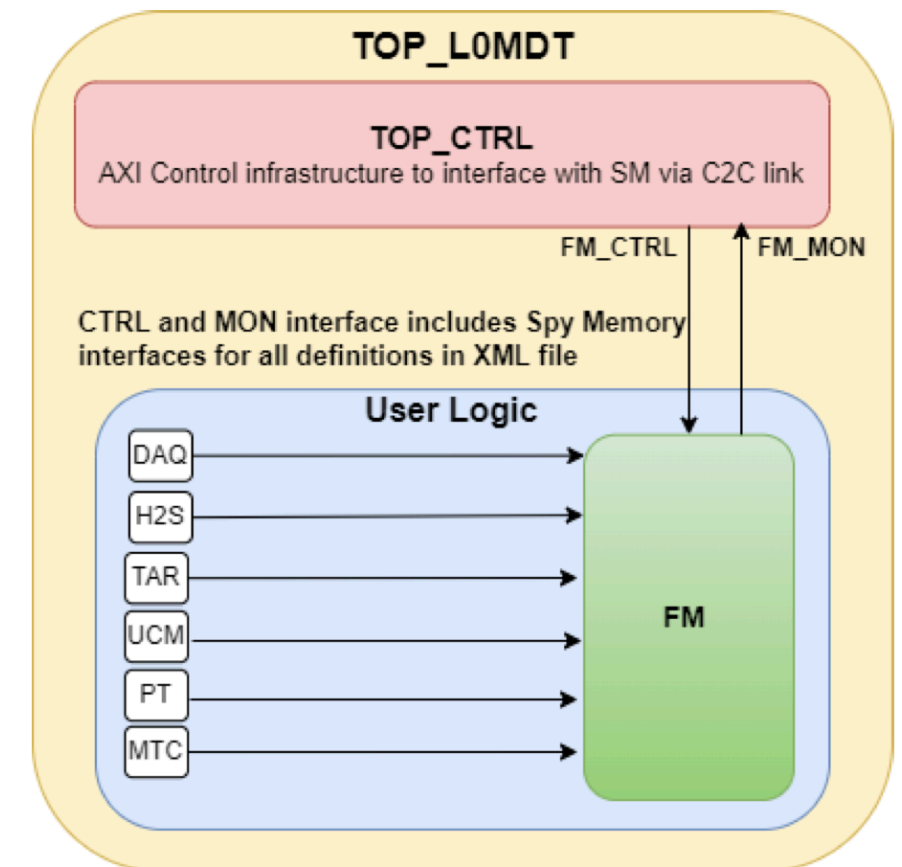 TOP_L0MDT
TOP_CTRL
AXI Control infrastructure to interface with SM via C2C link
FM_CTRL
FM_MON
CTRL and MON interface includes Spy Memory
interfaces for all definitions in XML file
User Logic
DAQ
H2S
TAR
UCM
PT
MTC
FM